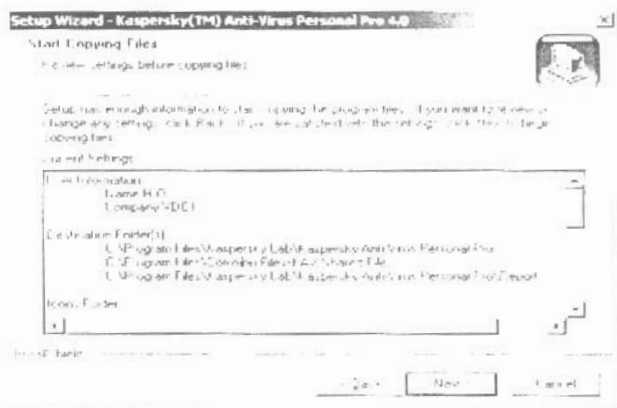 Setup Wizard - Kaspersky(TM) Anti-Virus Personal Pro 4.0
Start Copying Files
Review settings before copying files
Setup has enough information to start copying the program files. If you want to review or
change any settings, click Back. If you are satisfied with the settings, click Next to begin
copying files.
Current Settings:
User Information
Name:
Company:
Destination Folder(s)
C:\Program Files\Kaspersky Lab\Kaspersky Anti-Virus Personal Pro
C:\Program Files\Common Files\
C:\Program Files\Kaspersky Lab\Kaspersky Anti-Virus Personal Pro\Report
Icons Folder
< Back
Next >
Cancel